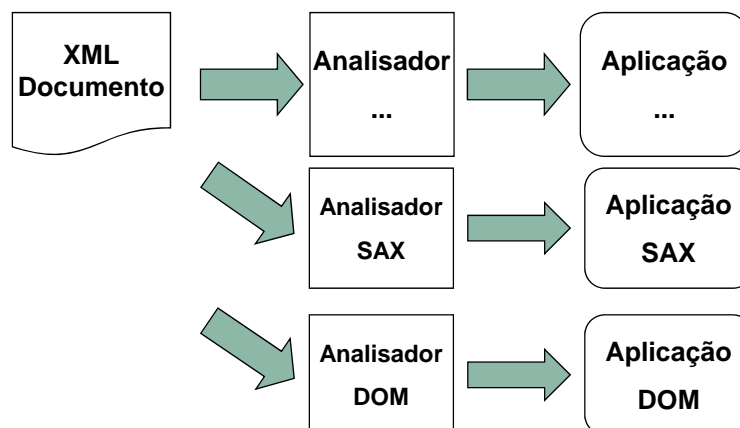 XML
Documento
Analisador
...
Aplicação
...
Analisador
SAX
Aplicação
SAX
Analisador
DOM
Aplicação
DOM